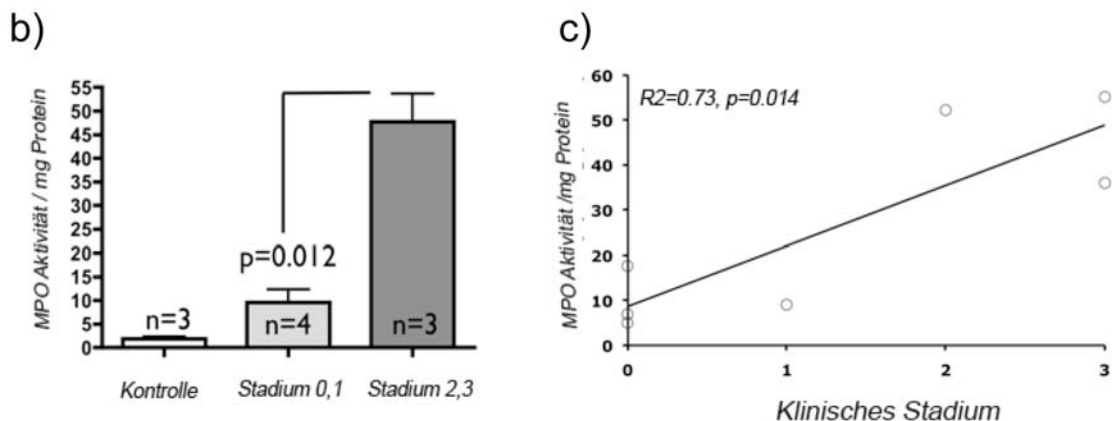 b)
MPO Aktivität / mg Protein
55
50
45
40
35
30
25
20
15
10
5
0
p=0.012
n=3
n=4
n=3
Kontrolle
Stadium 0,1
Stadium 2,3
c)
MPO Aktivität /mg Protein
60
50
40
30
20
10
0
R2=0.73, p=0.014
0
1
2
3
Klinisches Stadium